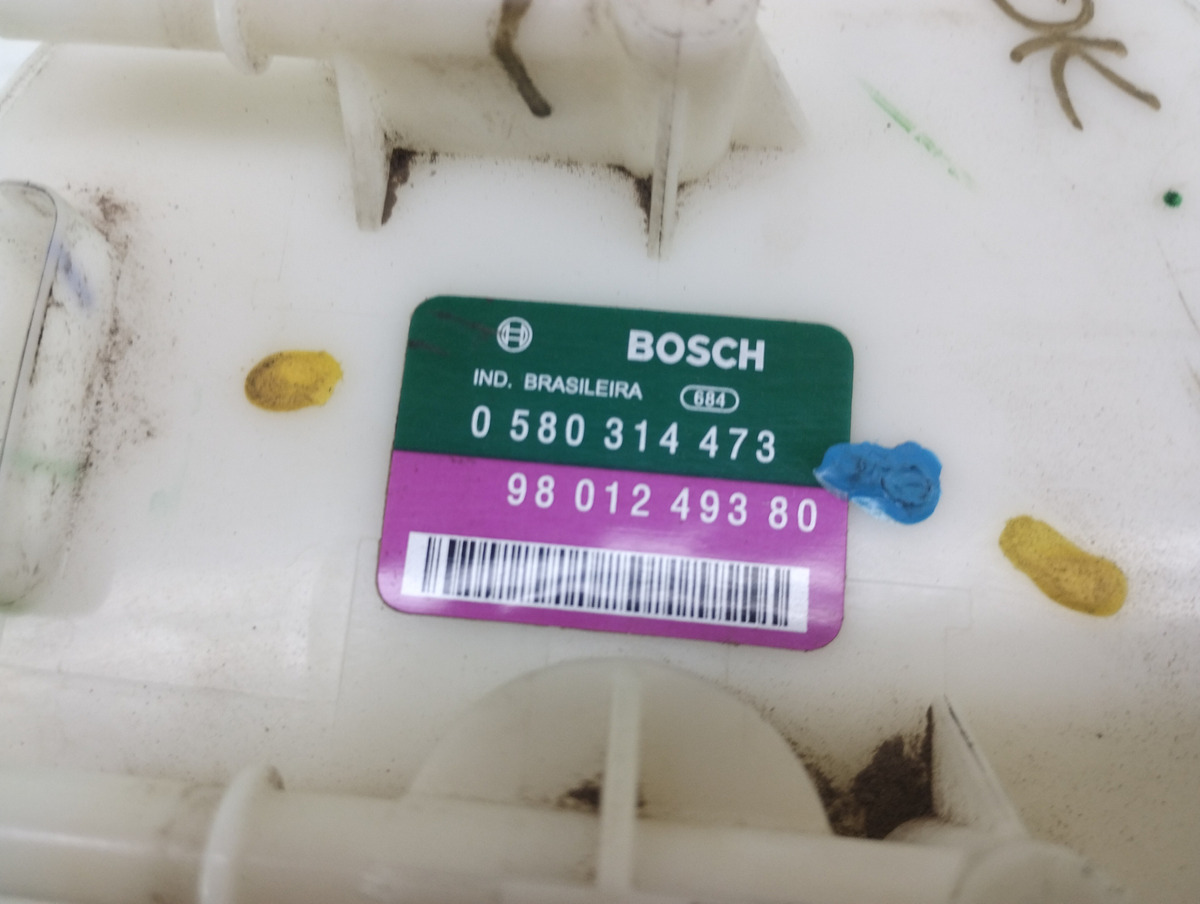 BOSCH
IND. BRASILEIRA 684
0 580 314 473
98 012 493 80